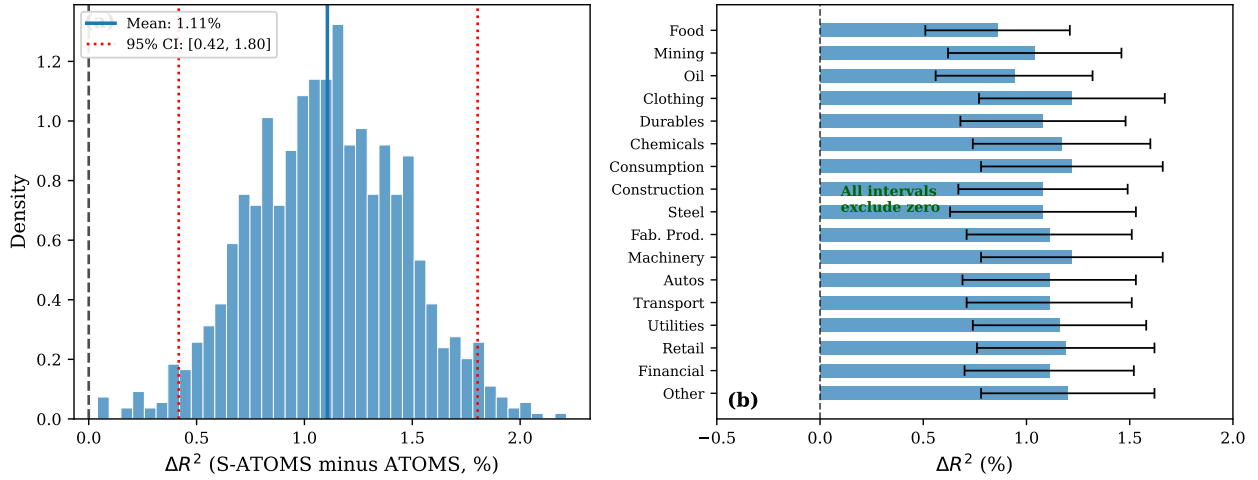 (a)
Mean: 1.11%
95% CI: [0.42, 1.80]
Density
1.2
1.0
0.8
0.6
0.4
0.2
0.0
0.0
0.5
1.0
1.5
2.0
ΔR² (S-ATOMS minus ATOMS, %)
Food
Mining
Oil
Clothing
Durables
Chemicals
Consumption
Construction
Steel
Fab. Prod.
Machinery
Autos
Transport
Utilities
Retail
Financial
Other
All intervals
exclude zero
(b)
−0.5
0.0
0.5
1.0
1.5
2.0
ΔR² (%)